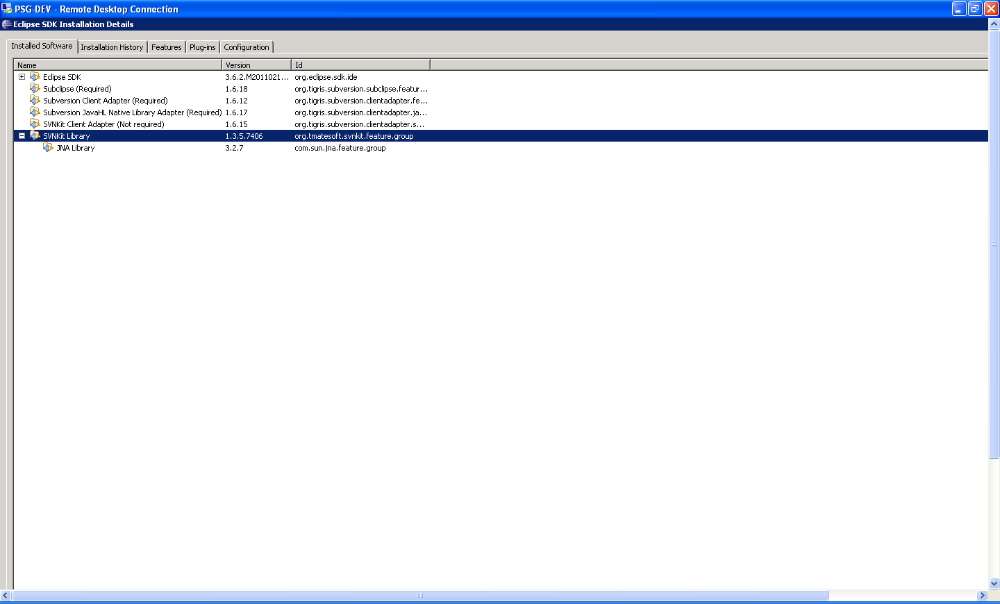 PSG-DEV - Remote Desktop Connection
Eclipse SDK Installation Details
Installed Software Installation History Features Plug-ins Configuration
Name Version Id
Eclipse SDK 3.6.2.M2011021... org.eclipse.sdk.ide
Subclipse (Required) 1.6.18 org.tigris.subversion.subclipse.featur...
Subversion Client Adapter (Required) 1.6.12 org.tigris.subversion.clientadapter.fe...
Subversion JavaHL Native Library Adapter (Required) 1.6.17 org.tigris.subversion.clientadapter.ja...
SVNKit Client Adapter (Not required) 1.6.15 org.tigris.subversion.clientadapter.s...
SVNKit Library 1.3.5.7406 org.tmatesoft.svnkit.feature.group
JNA Library 3.2.7 com.sun.jna.feature.group